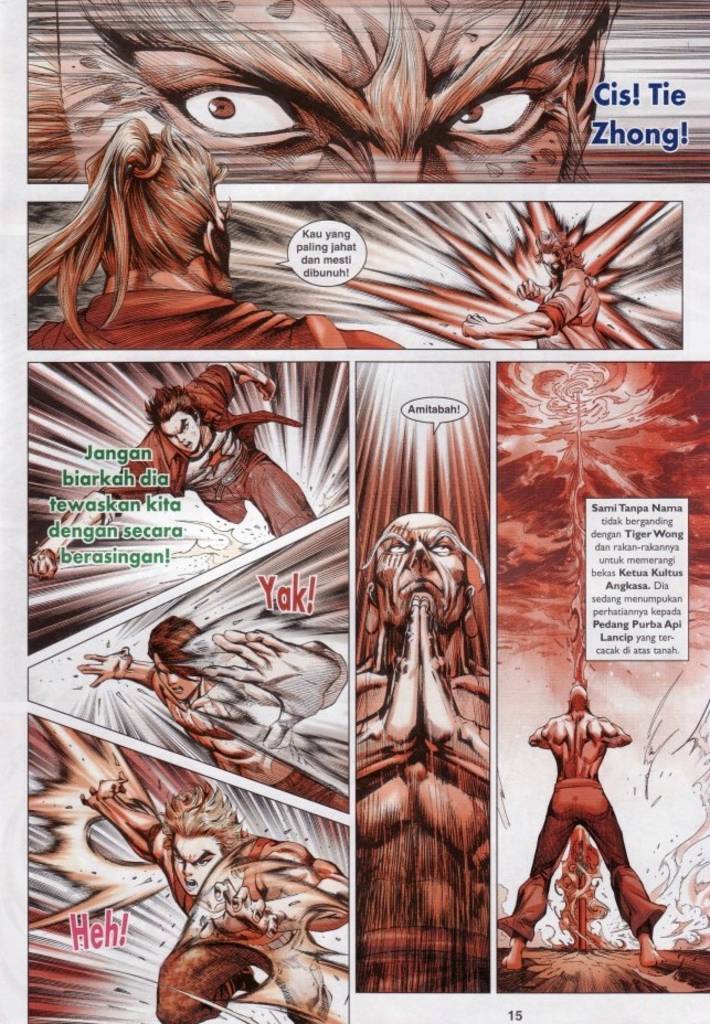 Cis! Tie
Zhong!
Kau yang
paling jahat
dan mesti
dibunuh!
Jangan
biarkah dia
tewaskan kita
dengan secara
berasingan!
Yak!
Heh!
Amitabah!
Sami Tanpa Nama
tidak berganding
dengan Tiger Wong
dan rakan-rakannya
untuk memerangi
bekas Ketua Kultus
Angkasa. Dia
sedang menumpukan
perhatiannya kepada
Pedang Purba Api
Lancip yang ter-
cacak di atas tanah.
15